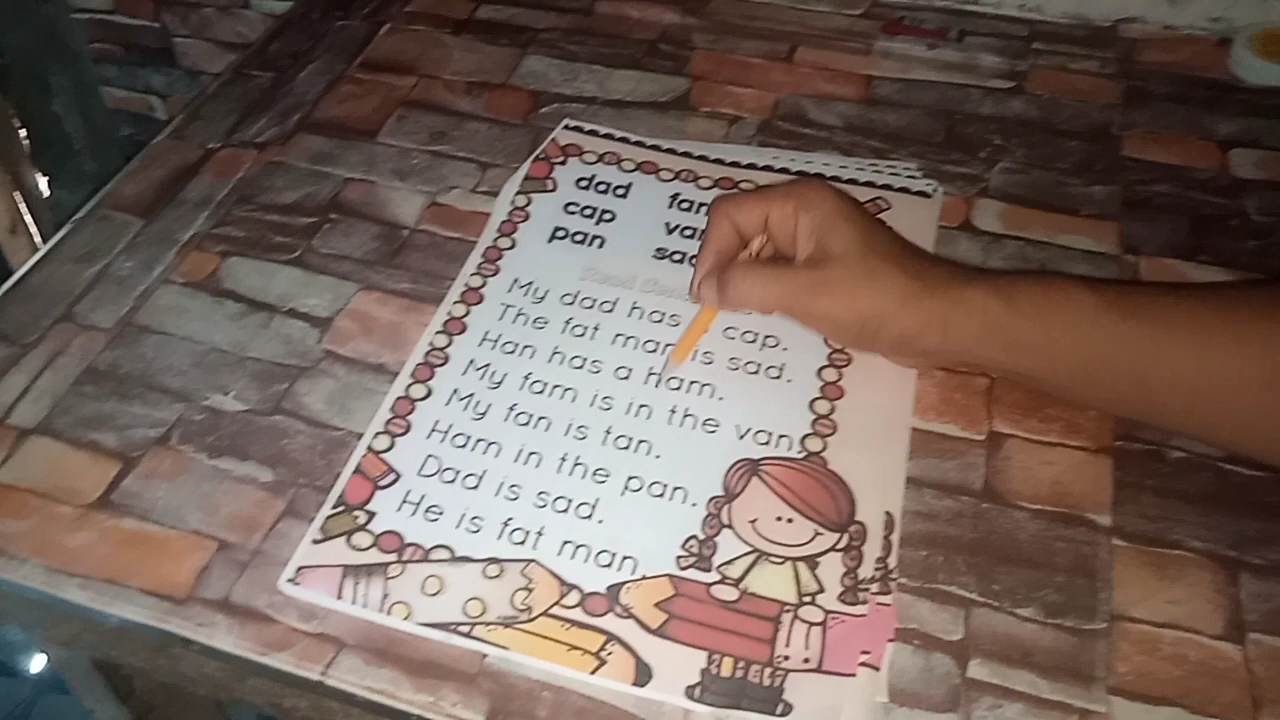 dad
cap
pan
My dad has cap.
The fat man is sad.
Han has a ham.
My fam is in the van
My fan is tan.
Ham in the pan.
Dad is sad.
He is fat man